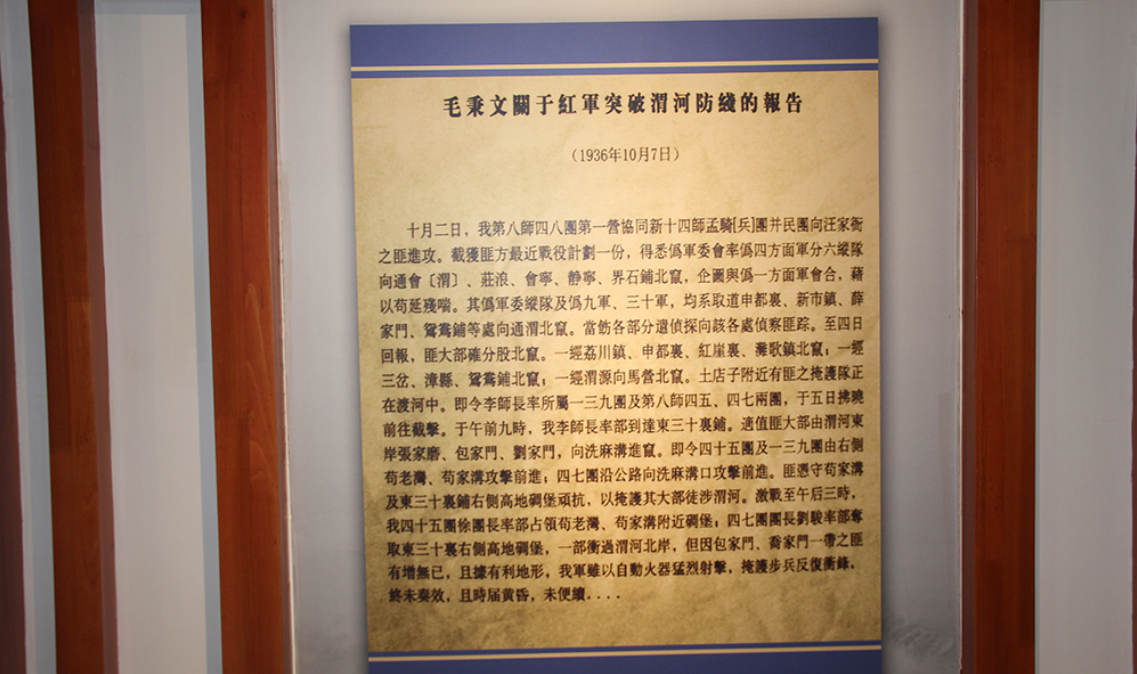 毛秉文關于紅軍突破渭河防綫的報告
（1936年10月7日）
十月二日，我第八師四八團第一營協同新十四師孟騎[兵]團并民團向汪家衙
之匪進攻。截獲匪方最近戰役計劃一份，得悉僞軍委會率僞四方面軍分六縱隊
向通會〔渭〕、莊浪、會寧、静寧、界石鋪北竄，企圖與僞一方面軍會合，藉
以苟延殘喘。其僞軍委縱隊及僞九軍、三十軍，均系取道申都裏、新市鎮、薛
家門、鴛鴦鋪等處向通渭北竄。當飭各部分遣偵探向該各處偵察匪踪。至四日
回報，匪大部確分股北竄。一經荔川鎮、申都裏、紅崖裏、灘歌鎮北竄；一經
三岔、漳縣、鴛鴦鋪北竄；一經渭源向馬營北竄。土店子附近有匪之掩護隊正
在渡河中。即令李師長率所屬一三九團及第八師四五、四七兩團，于五日拂曉
前往截擊。于午前九時，我李師長率部到達東三十裏鋪。適值匪大部由渭河東
岸張家磨、包家門、劉家門，向洗麻溝進竄。即令四十五團及一三九團由右側
苟老灣、苟家溝攻擊前進；四七團沿公路向洗麻溝口攻擊前進。匪憑守苟家溝
及東三十裏鋪右側高地碉堡頑抗，以掩護其大部徒涉渭河。激戰至午后三時，
我四十五團徐團長率部占領苟老灣、苟家溝附近碉堡；四七團團長劉駿率部奪
取東三十裏右側高地碉堡，一部衝過渭河北岸，但因包家門、喬家門一帶之匪
有增無已，且據有利地形，我軍雖以自動火器猛烈射擊，掩護步兵反復衝鋒，
終未奏效，且時届黄昏，未便續....